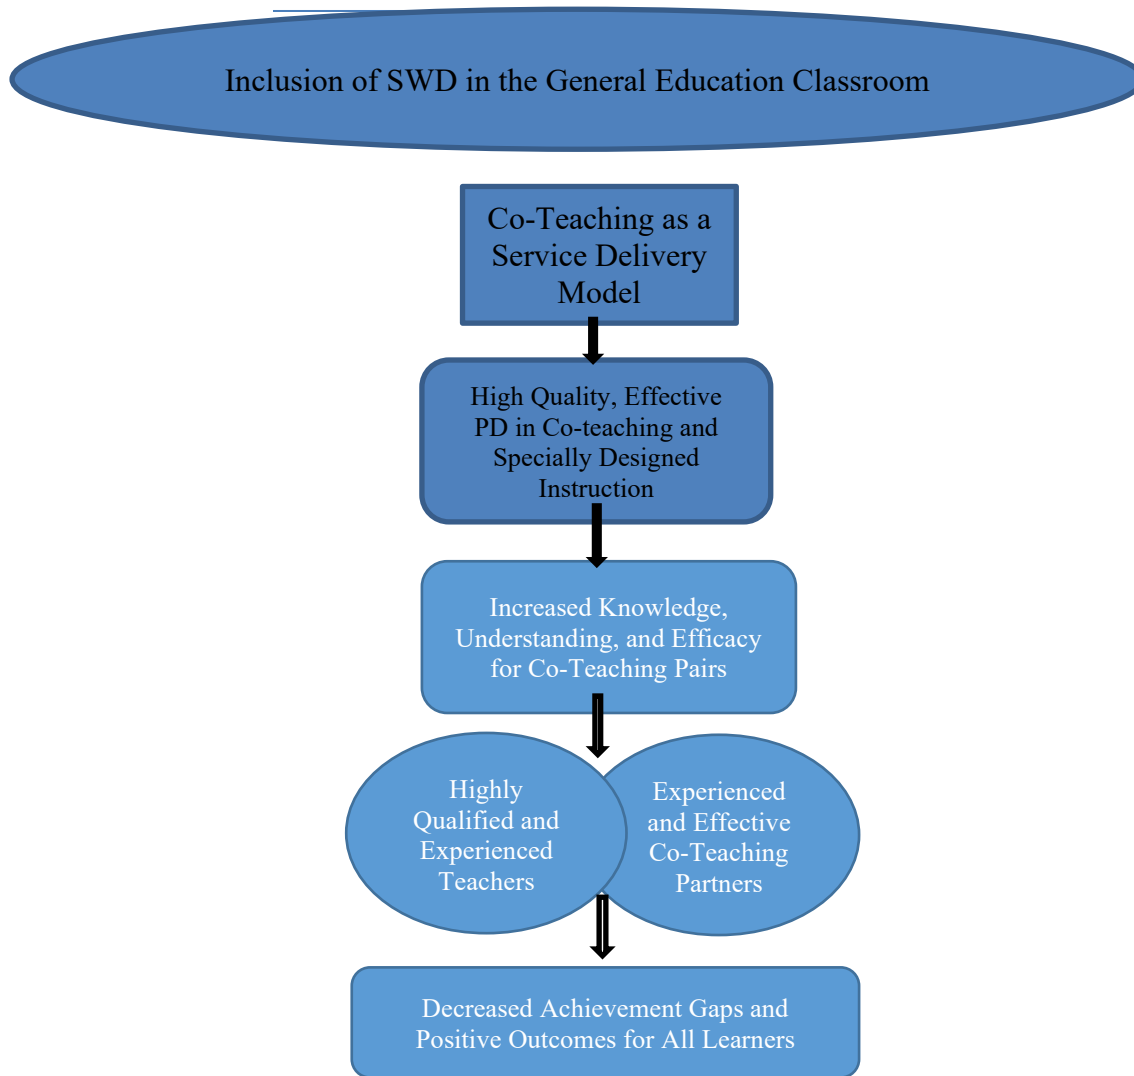 Inclusion of SWD in the General Education Classroom
Co-Teaching as a
Service Delivery
Model
High Quality, Effective
PD in Co-teaching and
Specially Designed
Instruction
Increased Knowledge,
Understanding, and Efficacy
for Co-Teaching Pairs
Highly
Qualified and
Experienced
Teachers
Experienced
and Effective
Co-Teaching
Partners
Decreased Achievement Gaps and
Positive Outcomes for All Learners